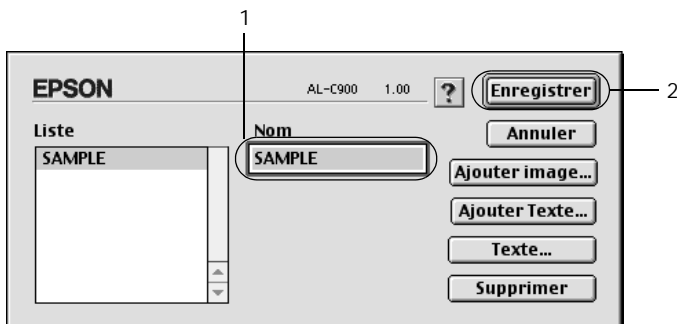 1
EPSON AL-C900 1.00 ? Enregistrer 2
Liste Nom Annuler
SAMPLE SAMPLE
Ajouter image...
Ajouter Texte...
Texte...
Supprimer